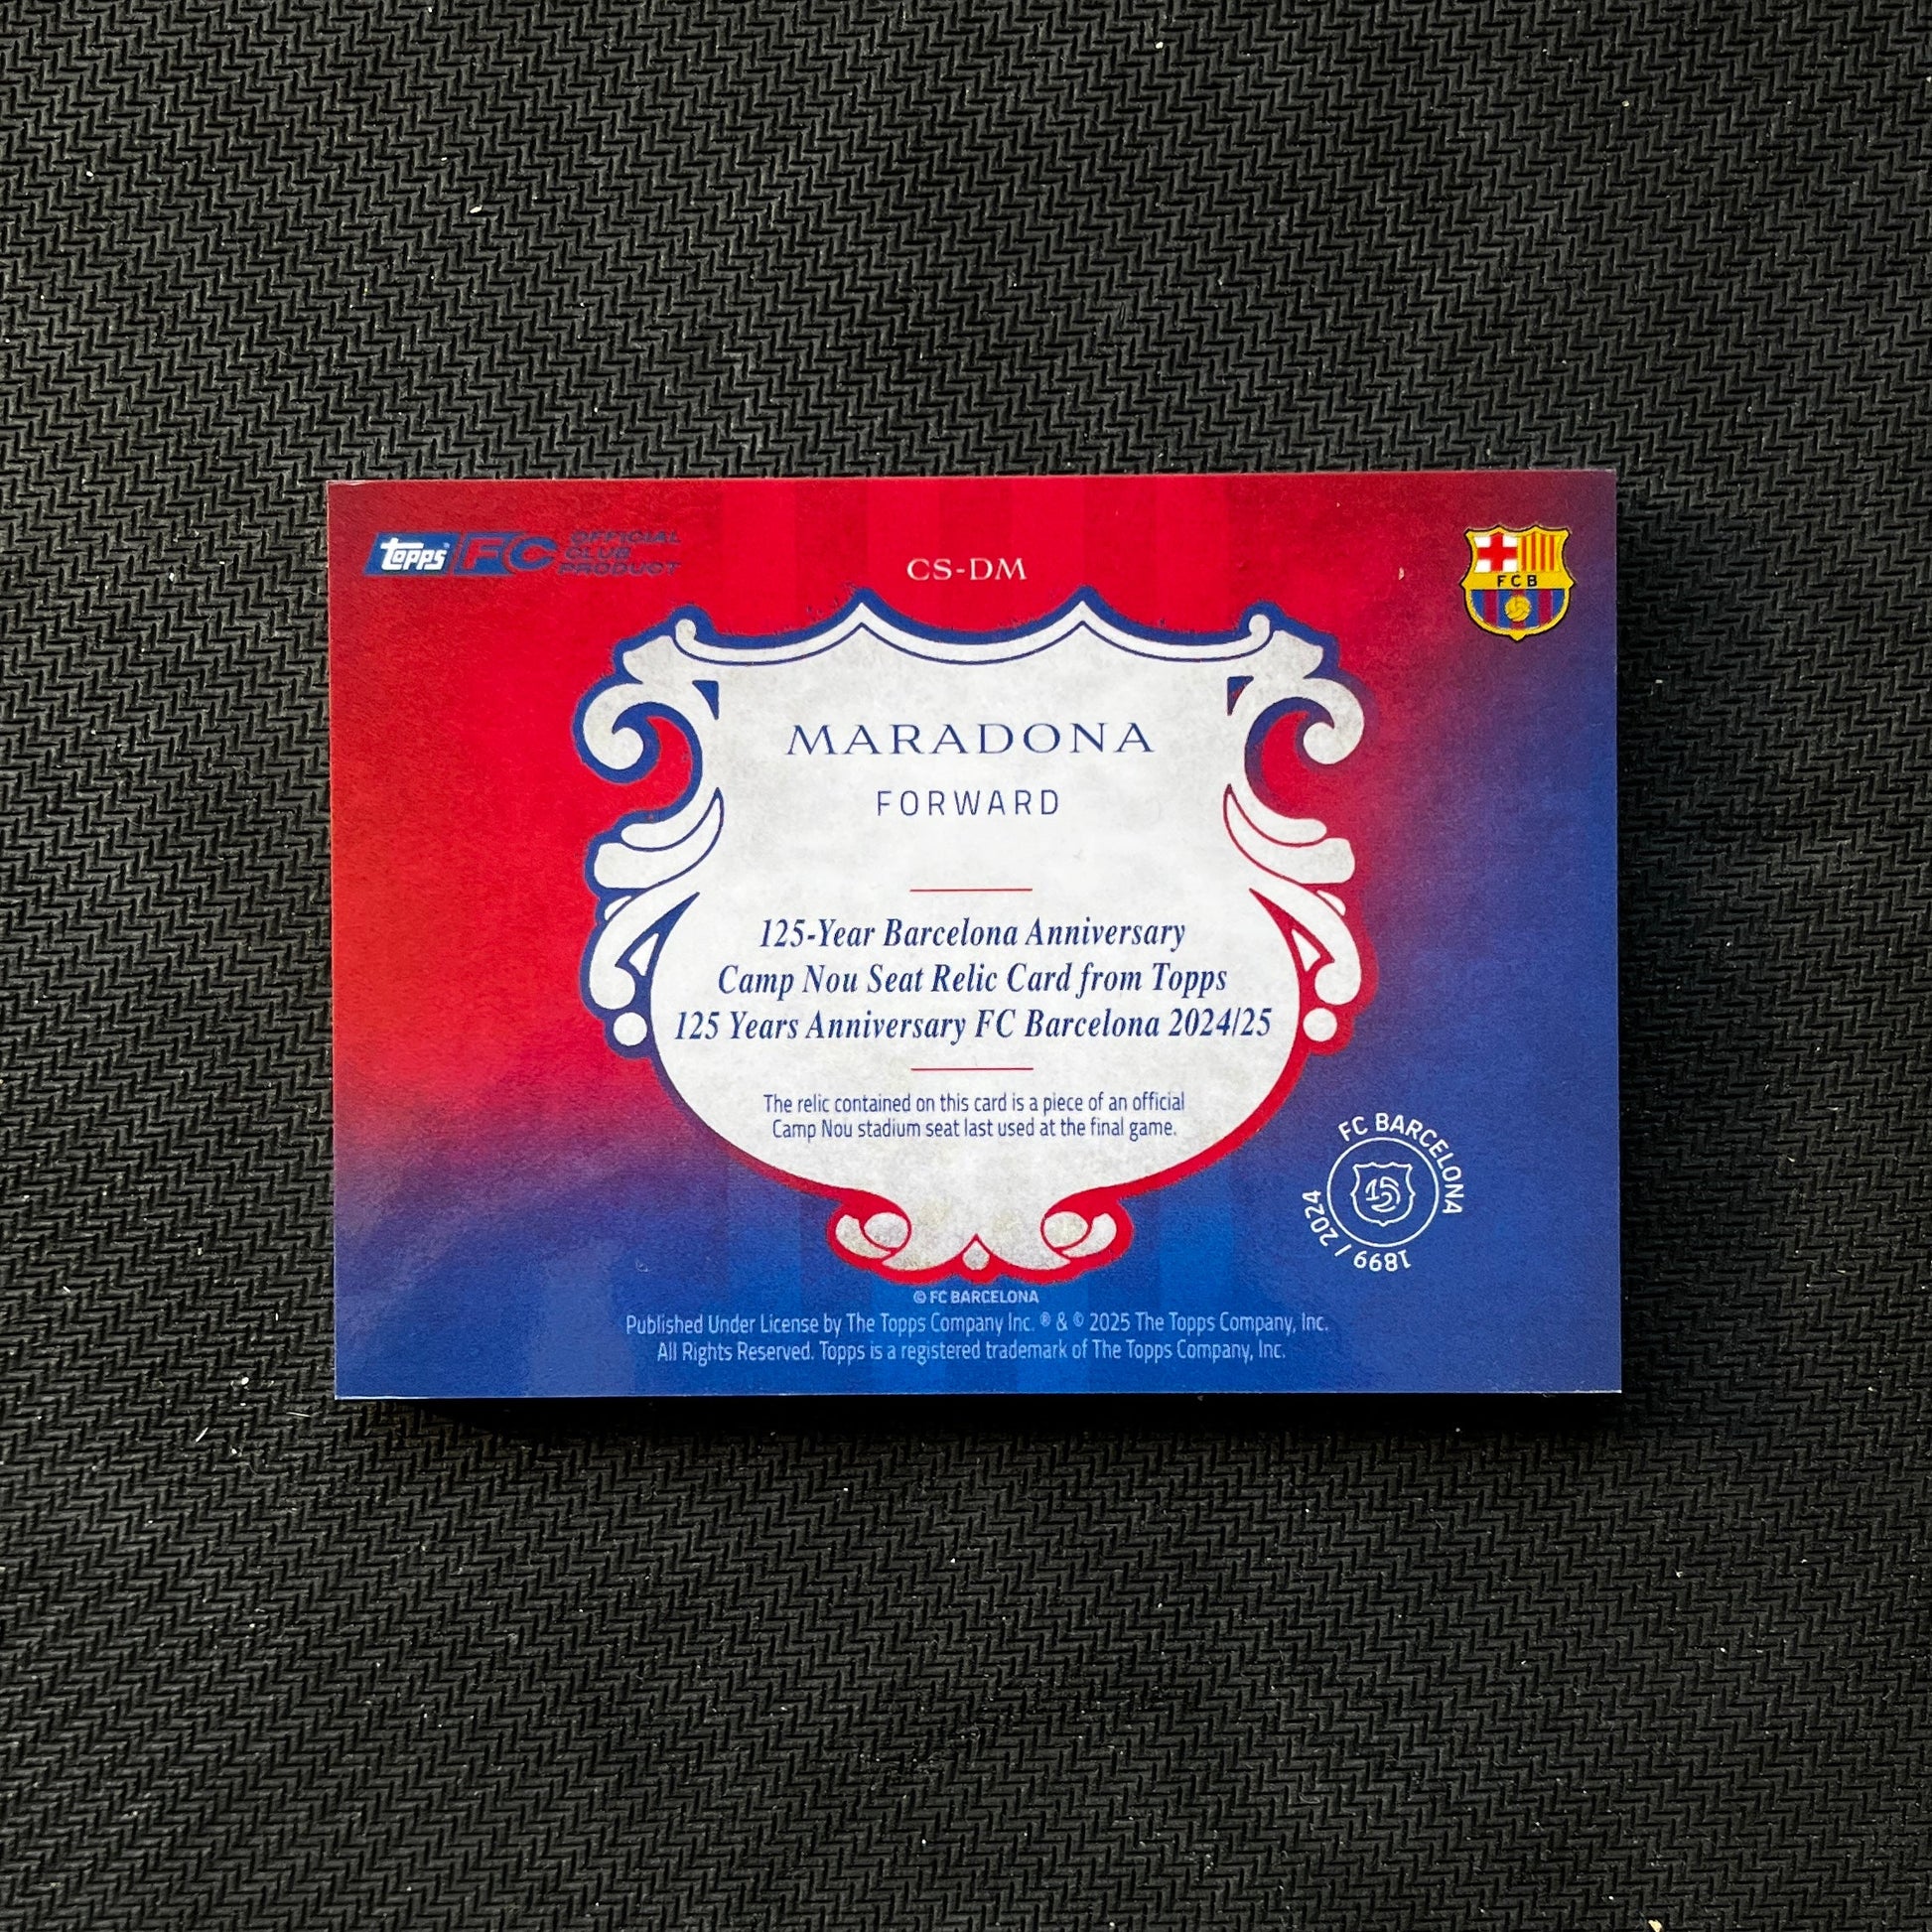 topps FC OFFICIAL
CLUB
PRODUCT
CS-DM
FCB
MARADONA
FORWARD
125-Year Barcelona Anniversary
Camp Nou Seat Relic Card from Topps
125 Years Anniversary FC Barcelona 2024/25
The relic contained on this card is a piece of an official
Camp Nou stadium seat last used at the final game.
FC BARCELONA
1899 / 2024
© FC BARCELONA
Published Under License by The Topps Company Inc. ® & © 2025 The Topps Company, Inc.
All Rights Reserved. Topps is a registered trademark of The Topps Company, Inc.